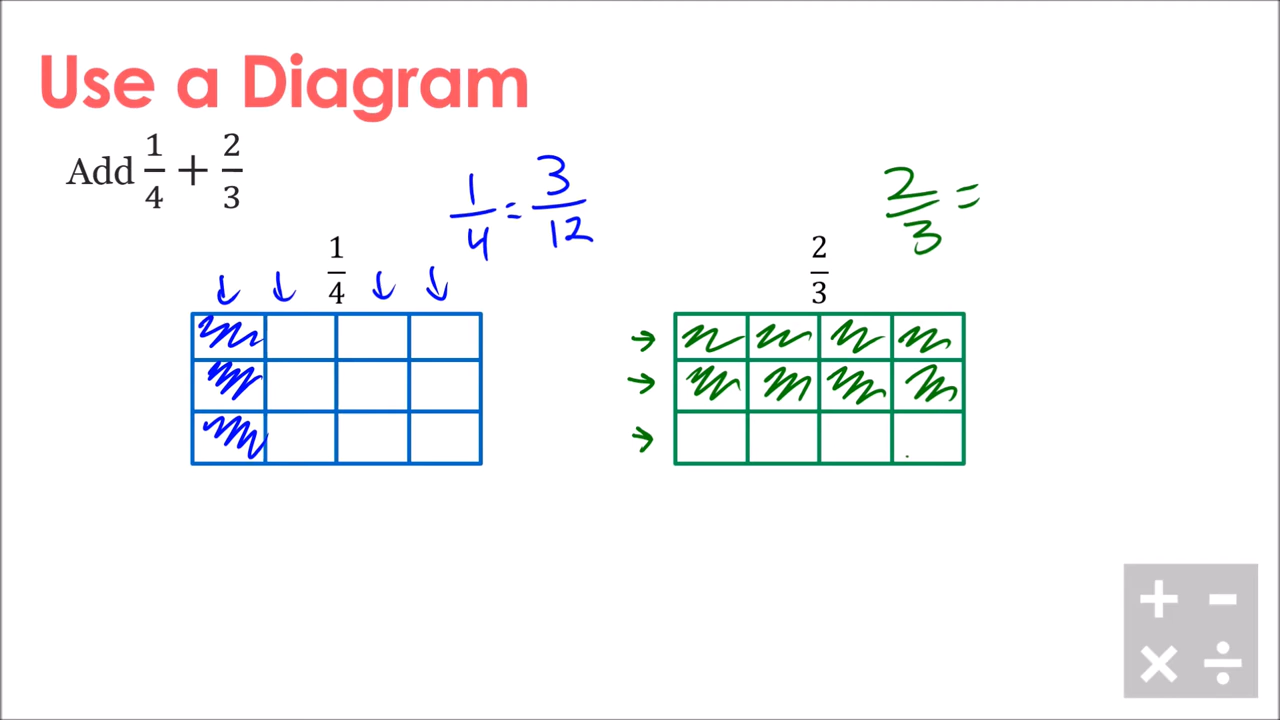 Use a Diagram
Add 1/4 + 2/3
1/4 = 3/12
2/3 =
1/4
2/3
+ −
× ÷